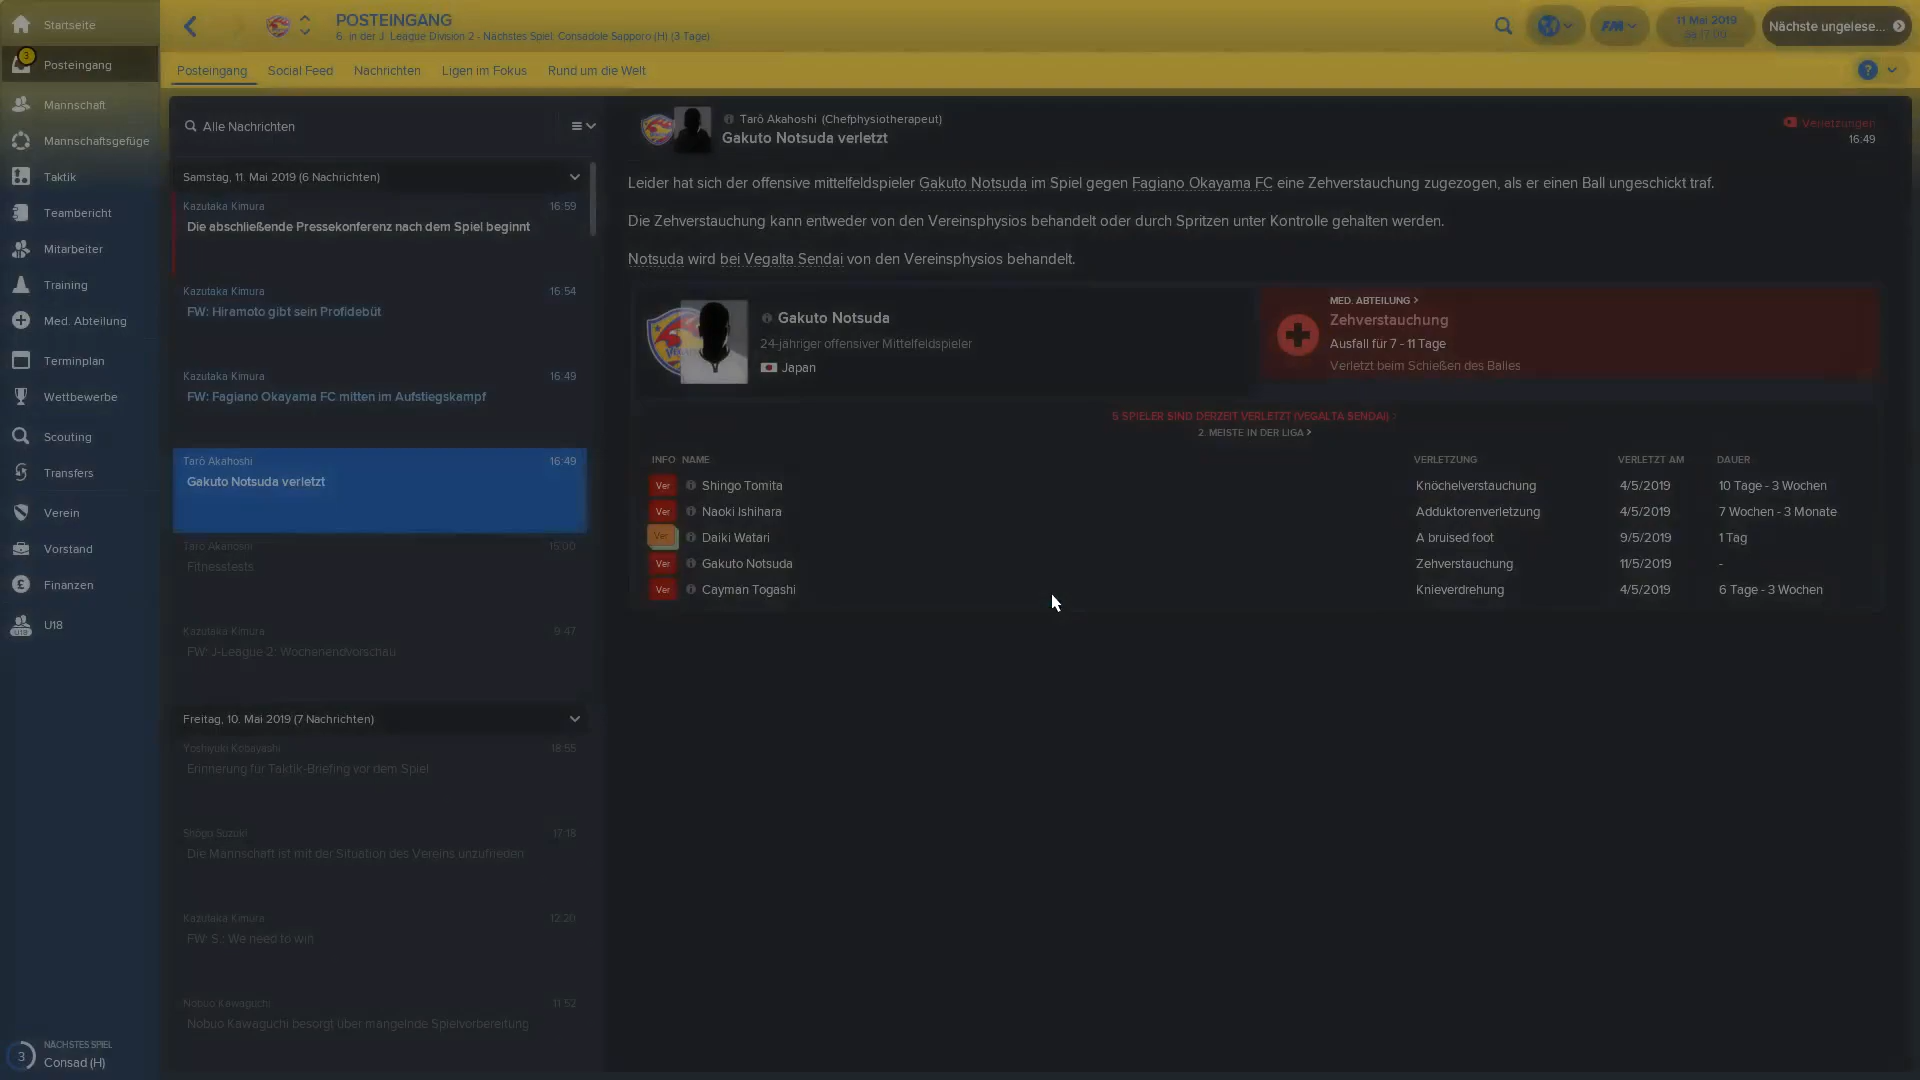 Startseite
3
Posteingang
Mannschaft
Mannschaftsgefüge
Taktik
Teambericht
Mitarbeiter
Training
Med. Abteilung
Terminplan
Wettbewerbe
Scouting
Transfers
Verein
Vorstand
Finanzen
U18
U18
3
NÄCHSTES SPIEL
Consad (H)
POSTEINGANG
6. in der J. League Division 2 - Nächstes Spiel: Consadole Sapporo (H) (3 Tage)
FM
11 Mai 2019
Sa 17:00
Nächste ungelese...
Posteingang Social Feed Nachrichten Ligen im Fokus Rund um die Welt
?
Alle Nachrichten
Samstag, 11. Mai 2019 (6 Nachrichten)
Kazutaka Kimura 16:59
Die abschließende Pressekonferenz nach dem Spiel beginnt
Kazutaka Kimura 16:54
FW: Hiramoto gibt sein Profidebüt
Kazutaka Kimura 16:49
FW: Fagiano Okayama FC mitten im Aufstiegskampf
Tarō Akahoshi 16:49
Gakuto Notsuda verletzt
Tarō Akahoshi 15:00
Fitnesstests
Kazutaka Kimura 9:47
FW: J-League 2: Wochenendvorschau
Freitag, 10. Mai 2019 (7 Nachrichten)
Yoshiyuki Kobayashi 18:55
Erinnerung für Taktik-Briefing vor dem Spiel
Shōgo Suzuki 17:18
Die Mannschaft ist mit der Situation des Vereins unzufrieden
Kazutaka Kimura 12:20
FW: S.: We need to win
Nobuo Kawaguchi 11:52
Nobuo Kawaguchi besorgt über mangelnde Spielvorbereitung
Tarō Akahoshi (Chefphysiotherapeut)
Gakuto Notsuda verletzt
Verletzungen
16:49
Leider hat sich der offensive mittelfeldspieler Gakuto Notsuda im Spiel gegen Fagiano Okayama FC eine Zehverstauchung zugezogen, als er einen Ball ungeschickt traf.
Die Zehverstauchung kann entweder von den Vereinsphysios behandelt oder durch Spritzen unter Kontrolle gehalten werden.
Notsuda wird bei Vegalta Sendai von den Vereinsphysios behandelt.
Gakuto Notsuda
24-jähriger offensiver Mittelfeldspieler
Japan
MED. ABTEILUNG >
Zehverstauchung
Ausfall für 7 - 11 Tage
Verletzt beim Schießen des Balles
5 SPIELER SIND DERZEIT VERLETZT (VEGALTA SENDAI) :
2. MEISTE IN DER LIGA >
INFO NAME VERLETZUNG VERLETZT AM DAUER
Ver Shingo Tomita Knöchelverstauchung 4/5/2019 10 Tage - 3 Wochen
Ver Naoki Ishihara Adduktorenverletzung 4/5/2019 7 Wochen - 3 Monate
Ver Daiki Watari A bruised foot 9/5/2019 1 Tag
Ver Gakuto Notsuda Zehverstauchung 11/5/2019 -
Ver Cayman Togashi Knieverdrehung 4/5/2019 6 Tage - 3 Wochen